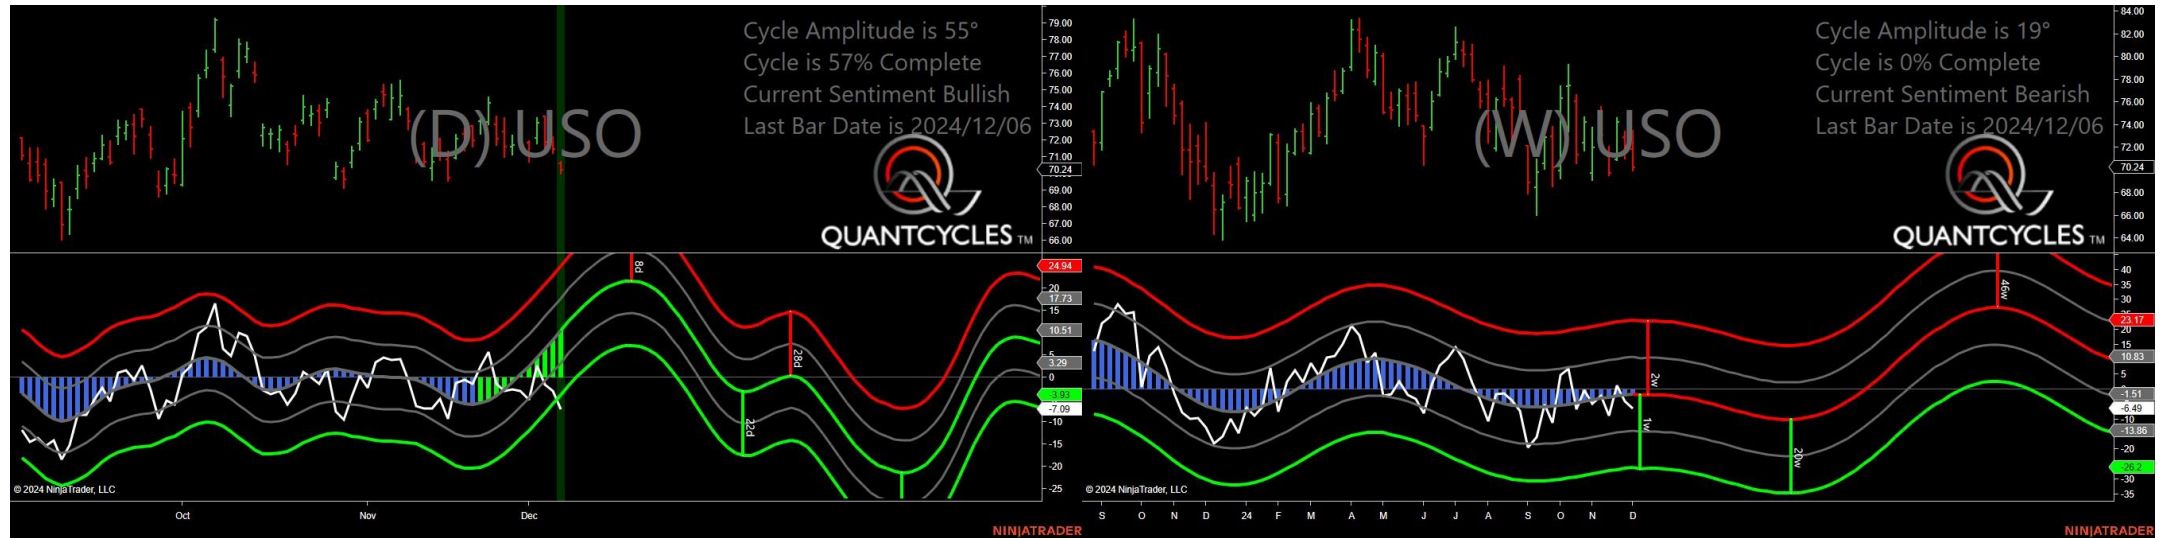 Cycle Amplitude is 55°
Cycle is 57% Complete
Current Sentiment Bullish
Last Bar Date is 2024/12/06
(D) USO
QUANTCYCLES TM
79.00
78.00
77.00
76.00
75.00
74.00
73.00
72.00
71.00
70.24
69.00
68.00
67.00
66.00
8d
28d
22d
24.94
20
17.73
15
10.51
5
3.29
0
-3.93
-7.09
-10
-15
-20
-25
© 2024 NinjaTrader, LLC
Oct Nov Dec
NINJATRADER
Cycle Amplitude is 19°
Cycle is 0% Complete
Current Sentiment Bearish
Last Bar Date is 2024/12/06
(W) USO
QUANTCYCLES TM
84.00
82.00
80.00
78.00
76.00
74.00
72.00
70.24
68.00
66.00
64.00
46w
2w
1w
20w
40
35
30
23.17
20
15
10.83
5
-1.51
-6.49
-10
-13.86
-20
-26.2
-30
-35
© 2024 NinjaTrader, LLC
S O N D 24 F M A M J J A S O N D
NINJATRADER